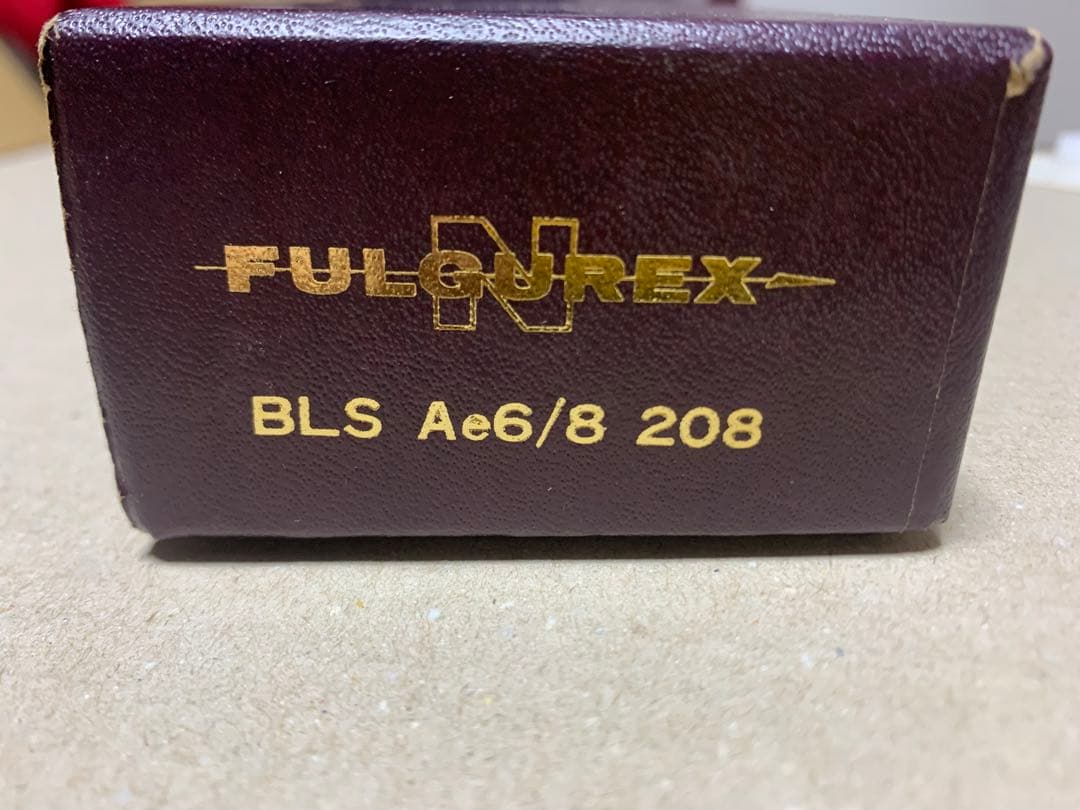 FULGUREX N
BLS Ae6/8 208